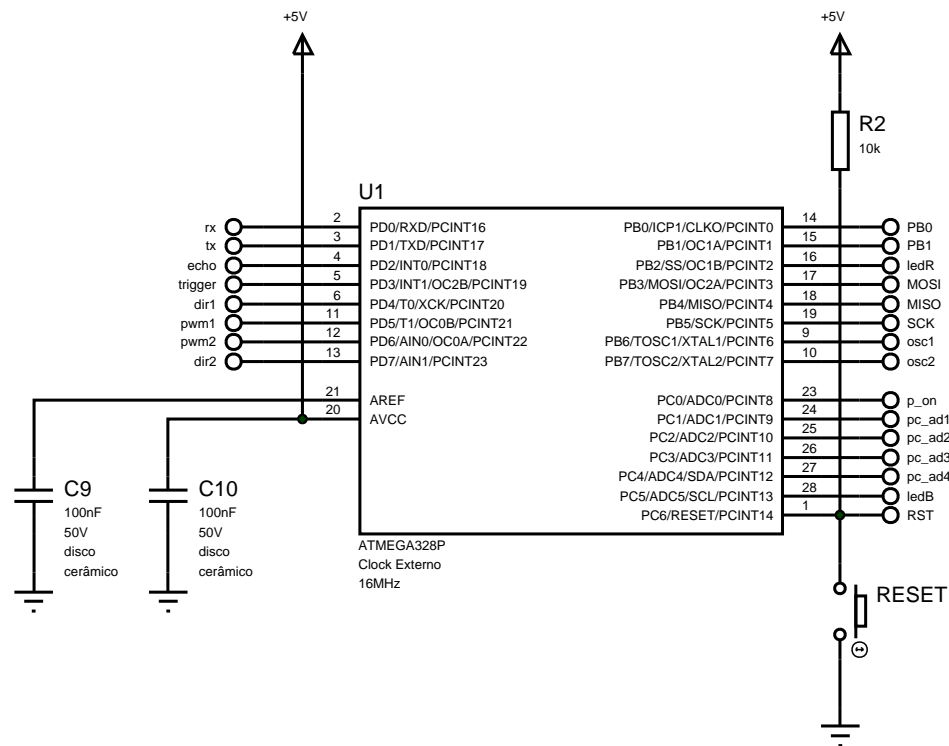 +5V
+5V
R2
10k
U1
rx 2 PD0/RXD/PCINT16 PB0/ICP1/CLKO/PCINT0 14 PB0
tx 3 PD1/TXD/PCINT17 PB1/OC1A/PCINT1 15 PB1
echo 4 PD2/INT0/PCINT18 PB2/SS/OC1B/PCINT2 16 ledR
trigger 5 PD3/INT1/OC2B/PCINT19 PB3/MOSI/OC2A/PCINT3 17 MOSI
dir1 6 PD4/T0/XCK/PCINT20 PB4/MISO/PCINT4 18 MISO
pwm1 11 PD5/T1/OC0B/PCINT21 PB5/SCK/PCINT5 19 SCK
pwm2 12 PD6/AIN0/OC0A/PCINT22 PB6/TOSC1/XTAL1/PCINT6 9 osc1
dir2 13 PD7/AIN1/PCINT23 PB7/TOSC2/XTAL2/PCINT7 10 osc2
21 AREF PC0/ADC0/PCINT8 23 p_on
20 AVCC PC1/ADC1/PCINT9 24 pc_ad1
PC2/ADC2/PCINT10 25 pc_ad2
PC3/ADC3/PCINT11 26 pc_ad3
PC4/ADC4/SDA/PCINT12 27 pc_ad4
PC5/ADC5/SCL/PCINT13 28 ledB
PC6/RESET/PCINT14 1 RST
C9
100nF
50V
disco
cerâmico
C10
100nF
50V
disco
cerâmico
ATMEGA328P
Clock Externo
16MHz
RESET